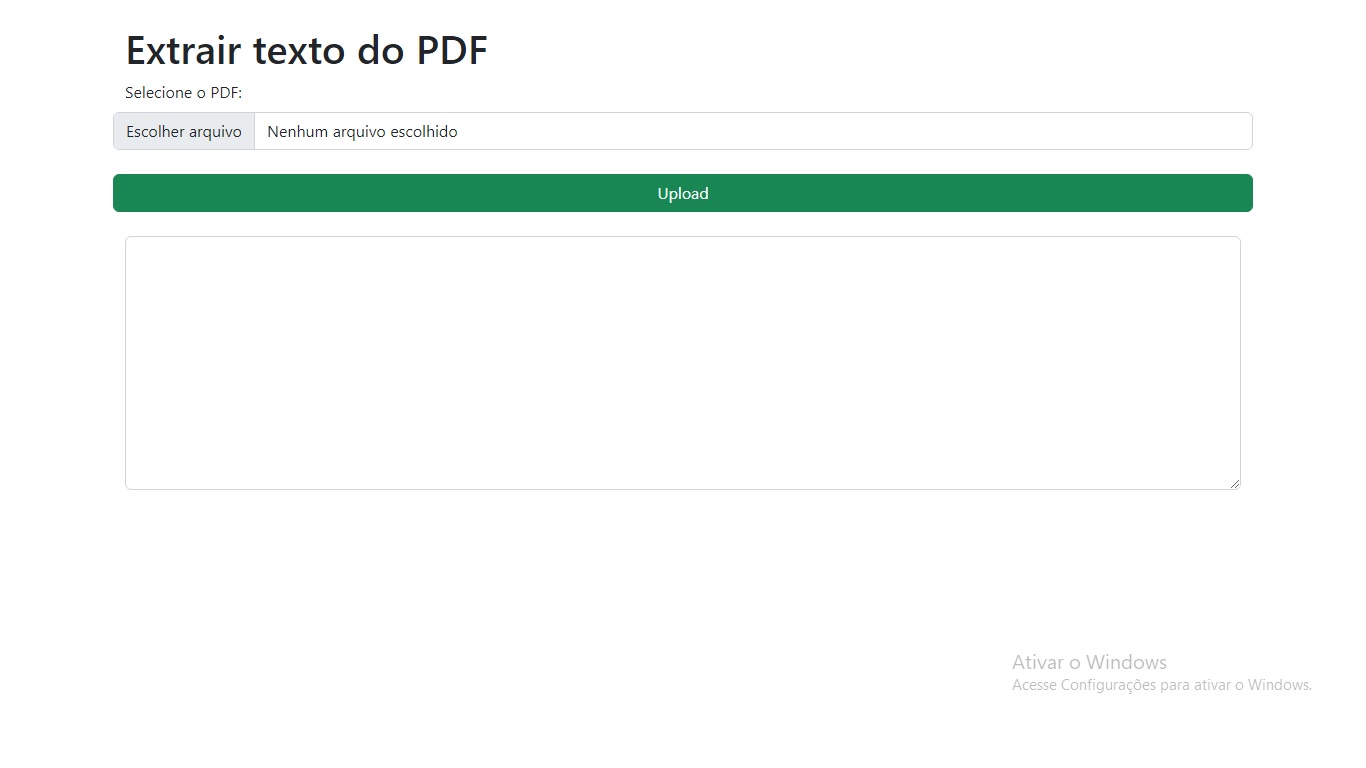 Extrair texto do PDF
Selecione o PDF:
Escolher arquivo Nenhum arquivo escolhido
Upload
Ativar o Windows
Acesse Configurações para ativar o Windows.